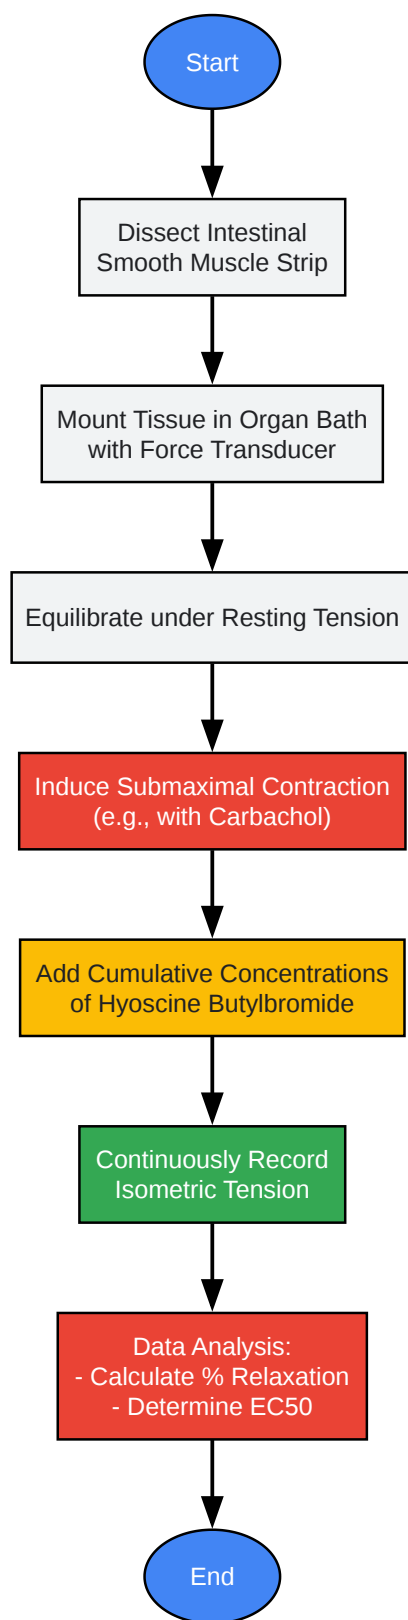 Start
Dissect Intestinal
Smooth Muscle Strip
Mount Tissue in Organ Bath
with Force Transducer
Equilibrate under Resting Tension
Induce Submaximal Contraction
(e.g., with Carbachol)
Add Cumulative Concentrations
of Hyoscine Butylbromide
Continuously Record
Isometric Tension
Data Analysis:
- Calculate % Relaxation
- Determine EC50
End